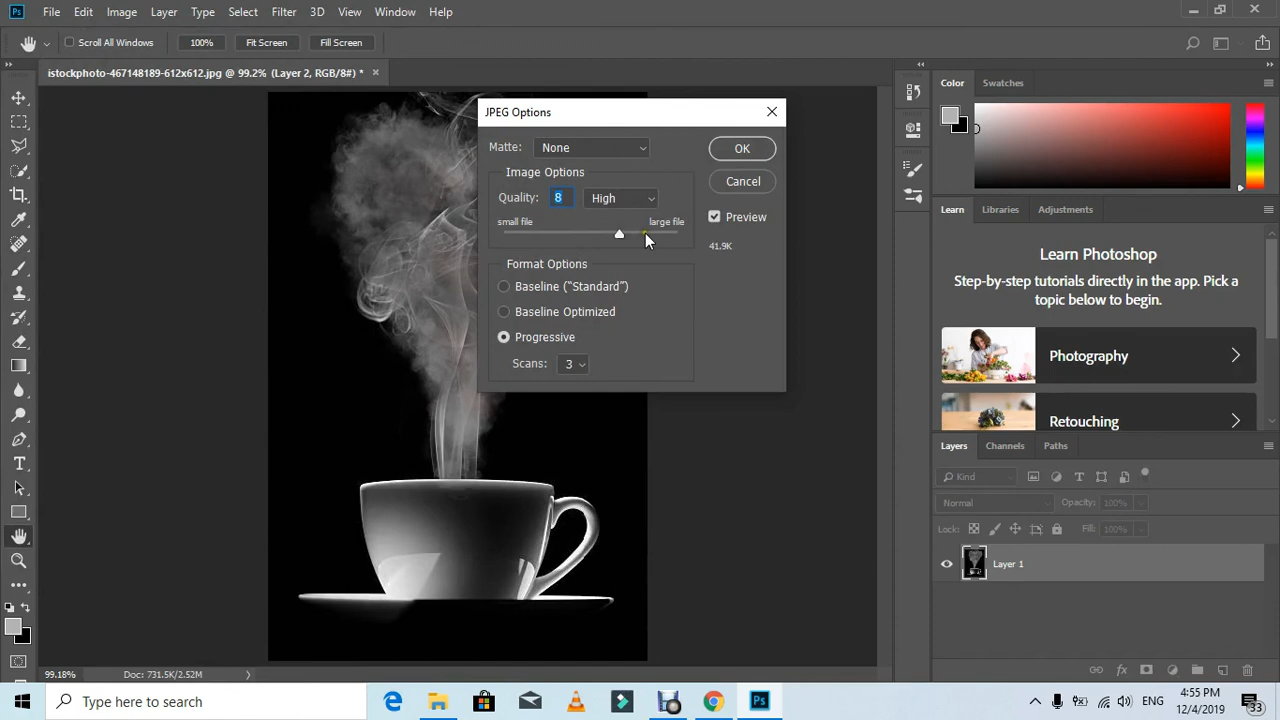 Ps File Edit Image Layer Type Select Filter 3D View Window Help
Scroll All Windows 100% Fit Screen Fill Screen
istockphoto-467148189-612x612.jpg @ 99.2% (Layer 2, RGB/8#) *
JPEG Options
Matte: None
OK
Image Options
Cancel
Quality: 8 High
Preview
small file large file
41.9K
Format Options
Baseline (“Standard”)
Baseline Optimized
Progressive
Scans: 3
Color Swatches
Learn Libraries Adjustments
Learn Photoshop
Step-by-step tutorials directly in the app. Pick a
topic below to begin.
Photography
Retouching
Layers Channels Paths
Kind
Normal Opacity: 100%
Lock: Fill: 100%
Layer 1
99.18% Doc: 731.5K/2.52M
Type here to search
Ps
ENG
4:55 PM
12/4/2019
33